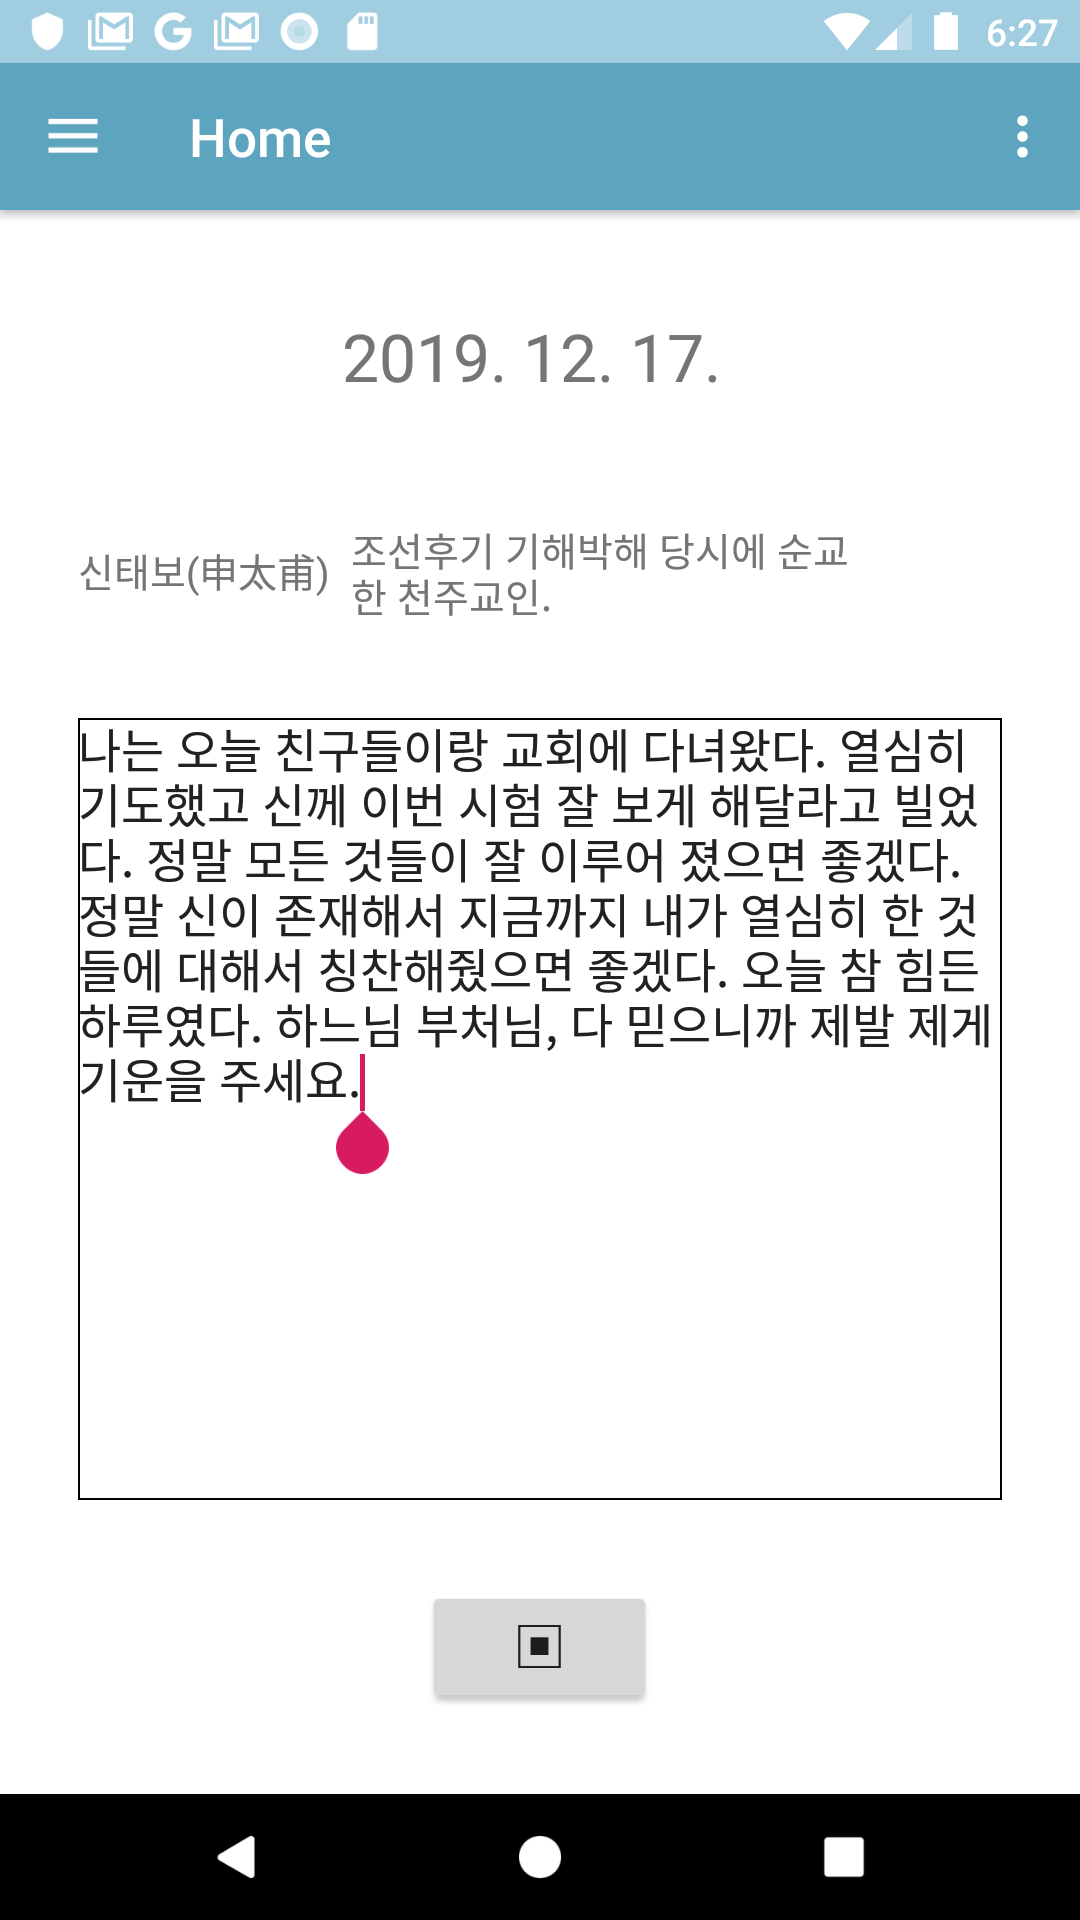 6:27
Home
2019. 12. 17.
신태보(申太甫)
조선후기 기해박해 당시에 순교
한 천주교인.
나는 오늘 친구들이랑 교회에 다녀왔다. 열심히
기도했고 신께 이번 시험 잘 보게 해달라고 빌었
다. 정말 모든 것들이 잘 이루어 졌으면 좋겠다.
정말 신이 존재해서 지금까지 내가 열심히 한 것
들에 대해서 칭찬해줬으면 좋겠다. 오늘 참 힘든
하루였다. 하느님 부처님, 다 믿으니까 제발 제게
기운을 주세요.